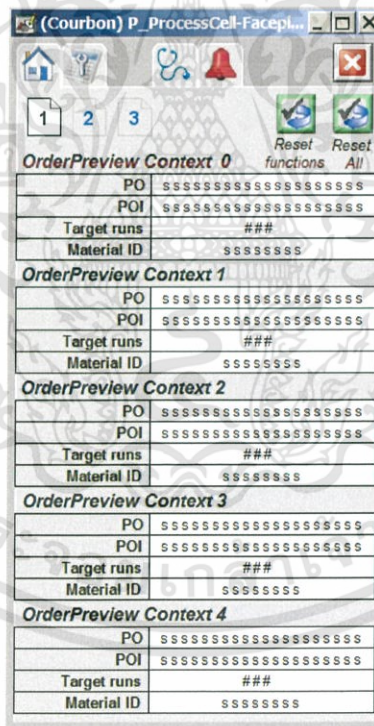 (Courbon) P_ProcessCell-Facepl...
1 2 3
Reset functions Reset All
OrderPreview Context 0
PO ssssssssssssssssssss
POI ssssssssssssssssssss
Target runs ###
Material ID ssssssss
OrderPreview Context 1
PO ssssssssssssssssssss
POI ssssssssssssssssssss
Target runs ###
Material ID ssssssss
OrderPreview Context 2
PO ssssssssssssssssssss
POI ssssssssssssssssssss
Target runs ###
Material ID ssssssss
OrderPreview Context 3
PO ssssssssssssssssssss
POI ssssssssssssssssssss
Target runs ###
Material ID ssssssss
OrderPreview Context 4
PO ssssssssssssssssssss
POI ssssssssssssssssssss
Target runs ###
Material ID ssssssss